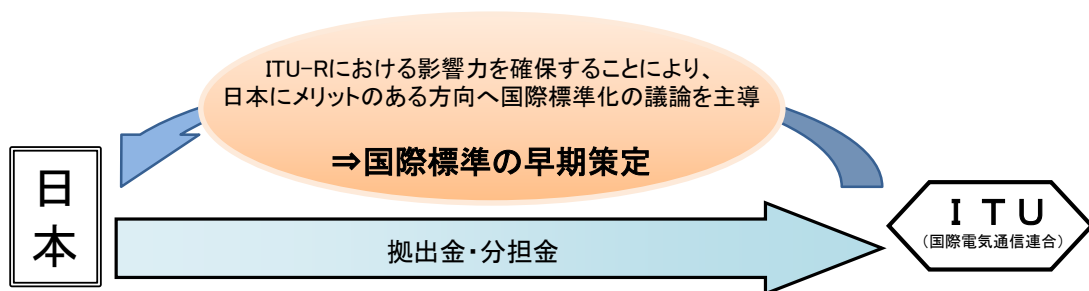 ITU-Rにおける影響力を確保することにより、
日本にメリットのある方向へ国際標準化の議論を主導
⇒国際標準の早期策定
日
本
拠出金・分担金
ＩＴＵ
(国際電気通信連合)